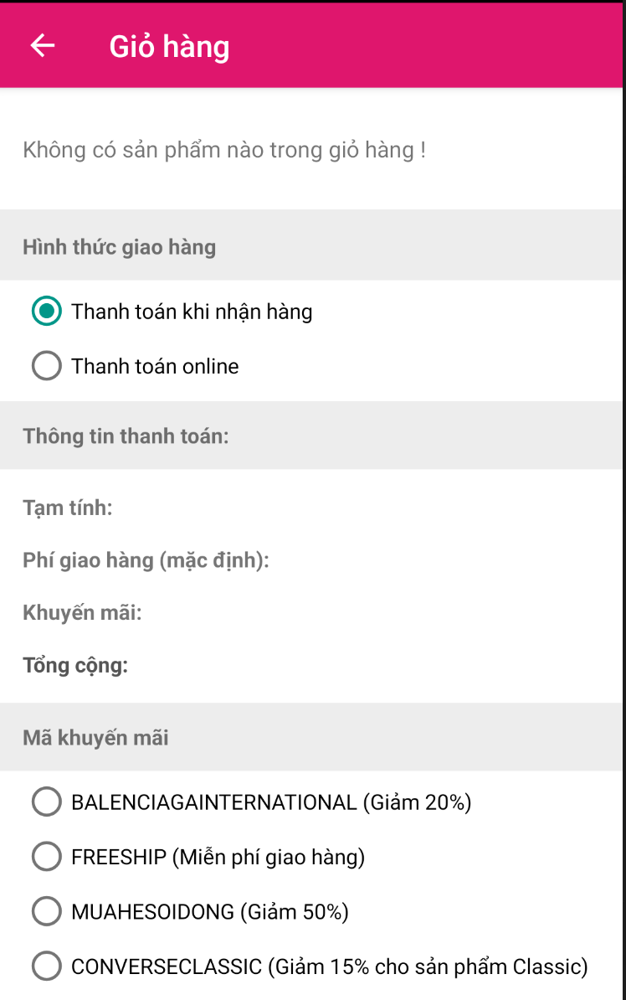 Giỏ hàng
Không có sản phẩm nào trong giỏ hàng !
Hình thức giao hàng
Thanh toán khi nhận hàng
Thanh toán online
Thông tin thanh toán:
Tạm tính:
Phí giao hàng (mặc định):
Khuyến mãi:
Tổng cộng:
Mã khuyến mãi
BALENCIAGAINTERNATIONAL (Giảm 20%)
FREESHIP (Miễn phí giao hàng)
MUAHESOIDONG (Giảm 50%)
CONVERSECLASSIC (Giảm 15% cho sản phẩm Classic)